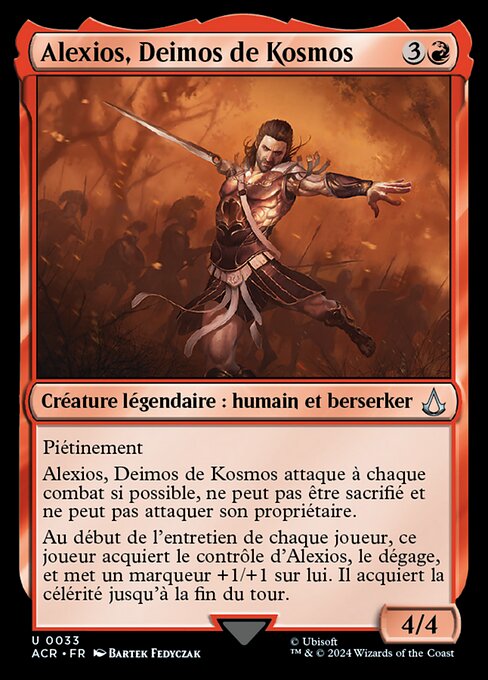 Alexios, Deimos de Kosmos 3
Créature légendaire : humain et berserker
Piétinement
Alexios, Deimos de Kosmos attaque à chaque
combat si possible, ne peut pas être sacrifié et
ne peut pas attaquer son propriétaire.
Au début de l'entretien de chaque joueur, ce
joueur acquiert le contrôle d'Alexios, le dégage,
et met un marqueur +1/+1 sur lui. Il acquiert la
célérité jusqu'à la fin du tour.
4/4
U 0033
ACR • FR Bartek Fedyczak
© Ubisoft
™ & © 2024 Wizards of the Coast